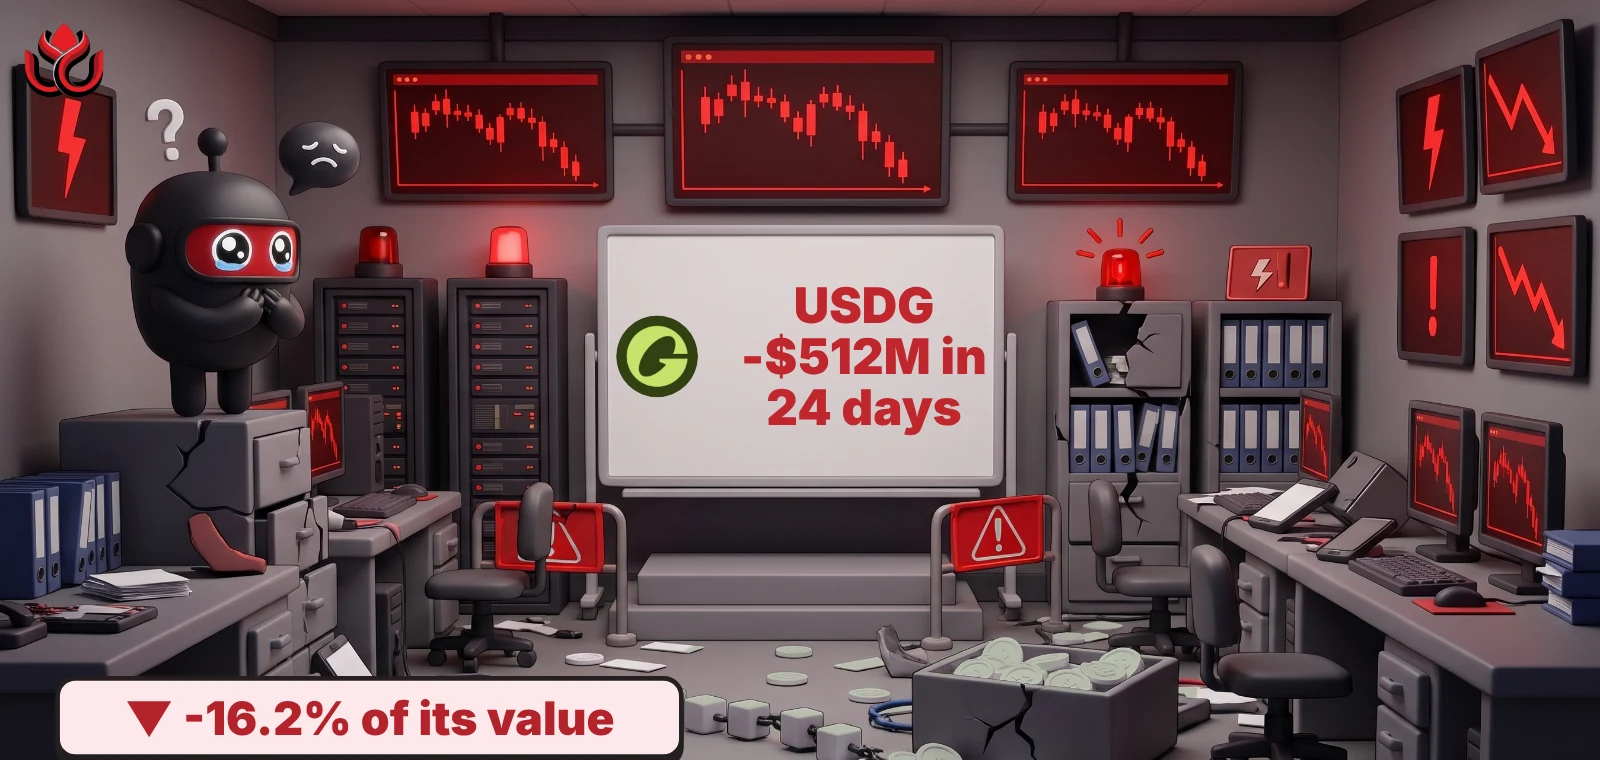 USDG
-$512M in
24 days
▼ -16.2% of its value